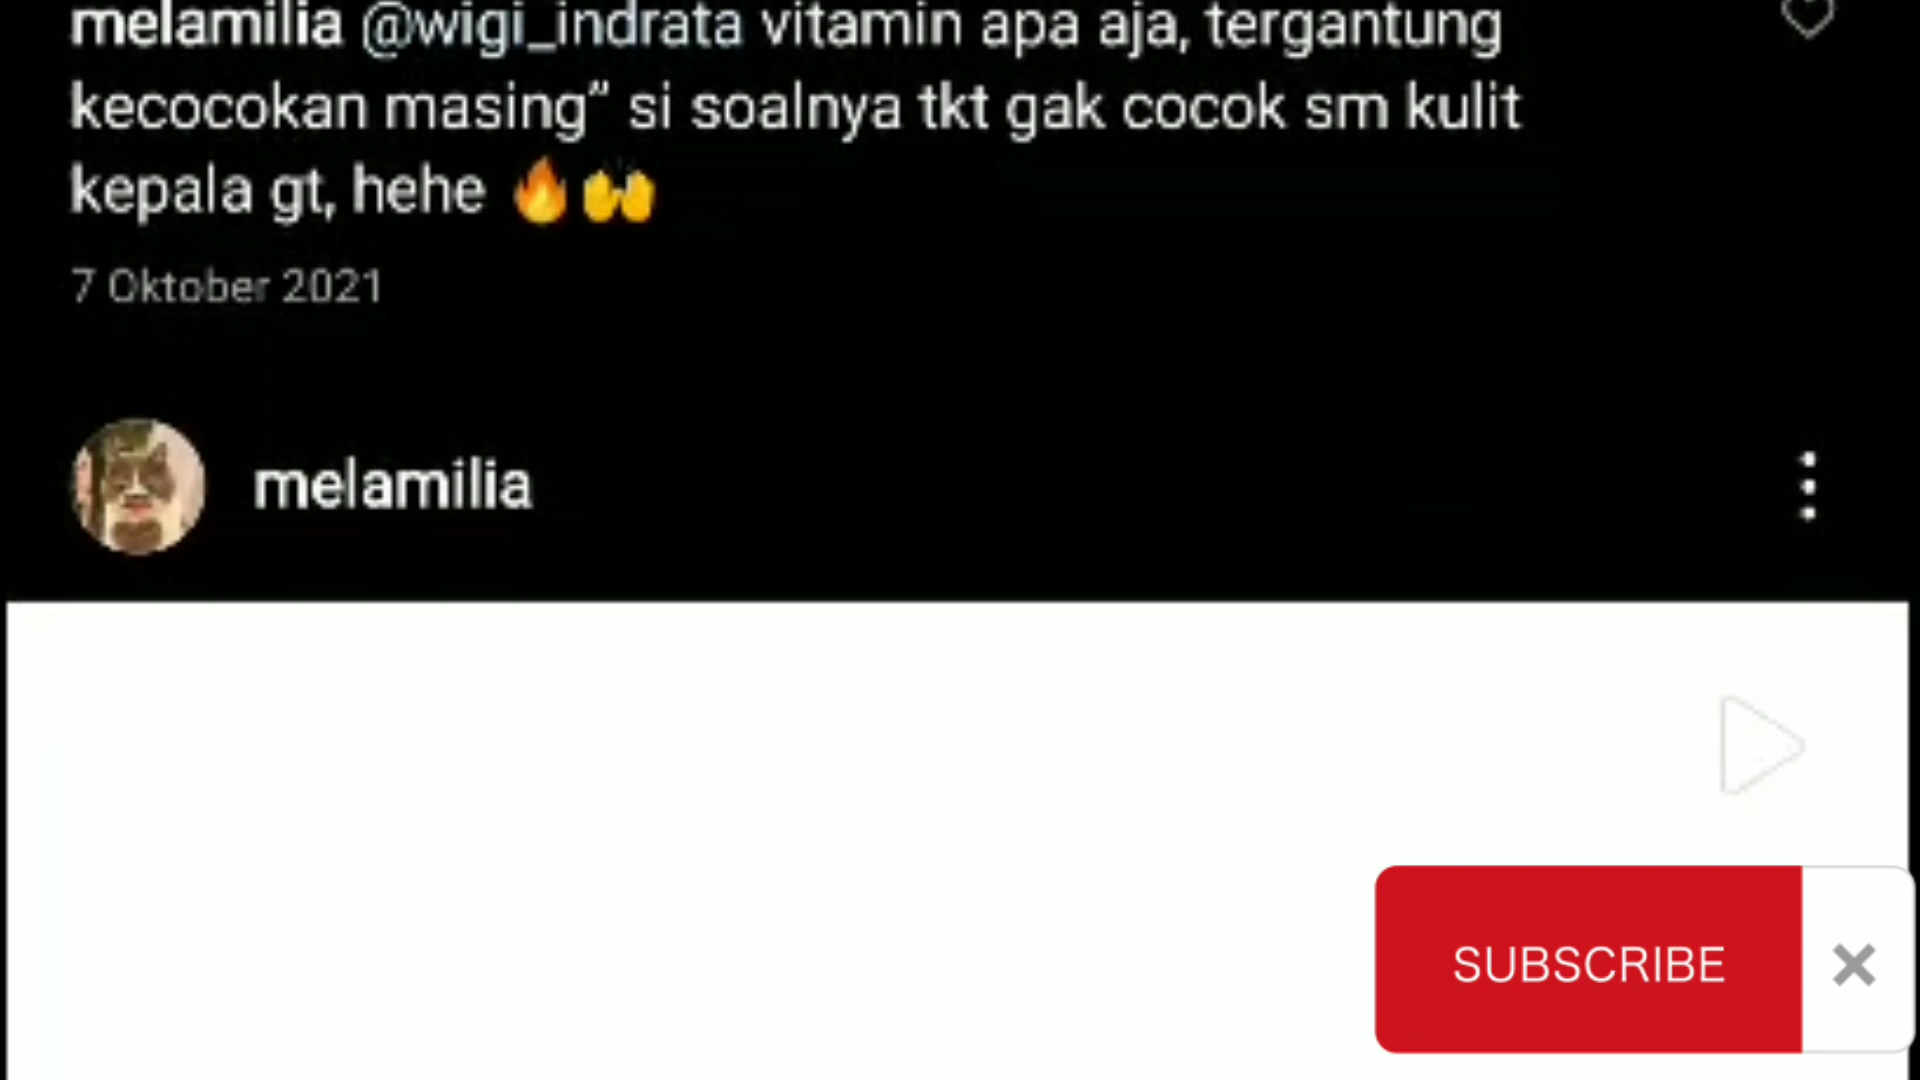 melamilia @wigi_indrata vitamin apa aja, tergantung
kecocokan masing” si soalnya tkt gak cocok sm kulit
kepala gt, hehe 🔥🙌
7 Oktober 2021
melamilia
SUBSCRIBE